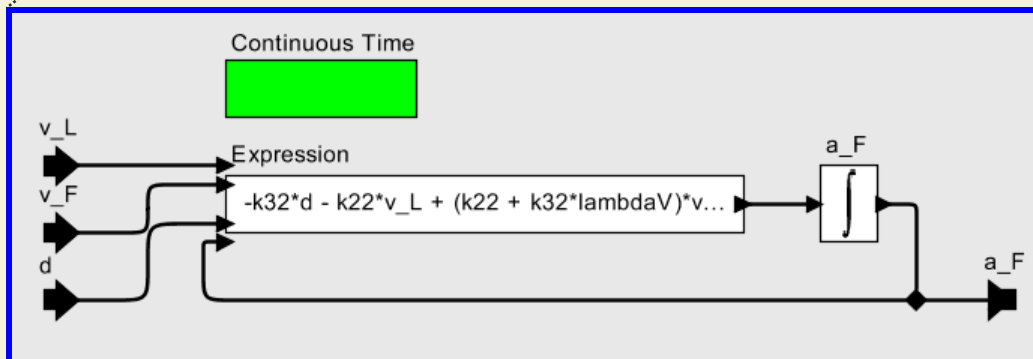 Continuous Time
v_L
Expression
a_F
v_F
-k32*d - k22*v_L + (k22 + k32*lambdaV)*v...
d
a_F